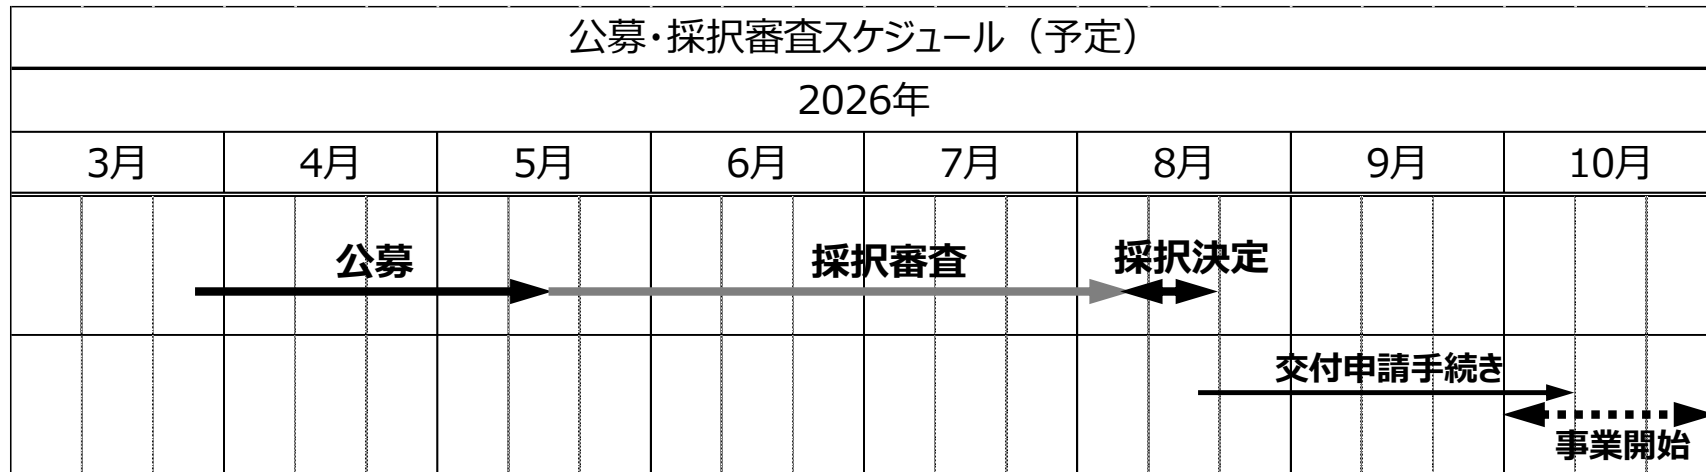 公募・採択審査スケジュール（予定）
2026年
3月 4月 5月 6月 7月 8月 9月 10月
公募 採択審査 採択決定
交付申請手続き
事業開始